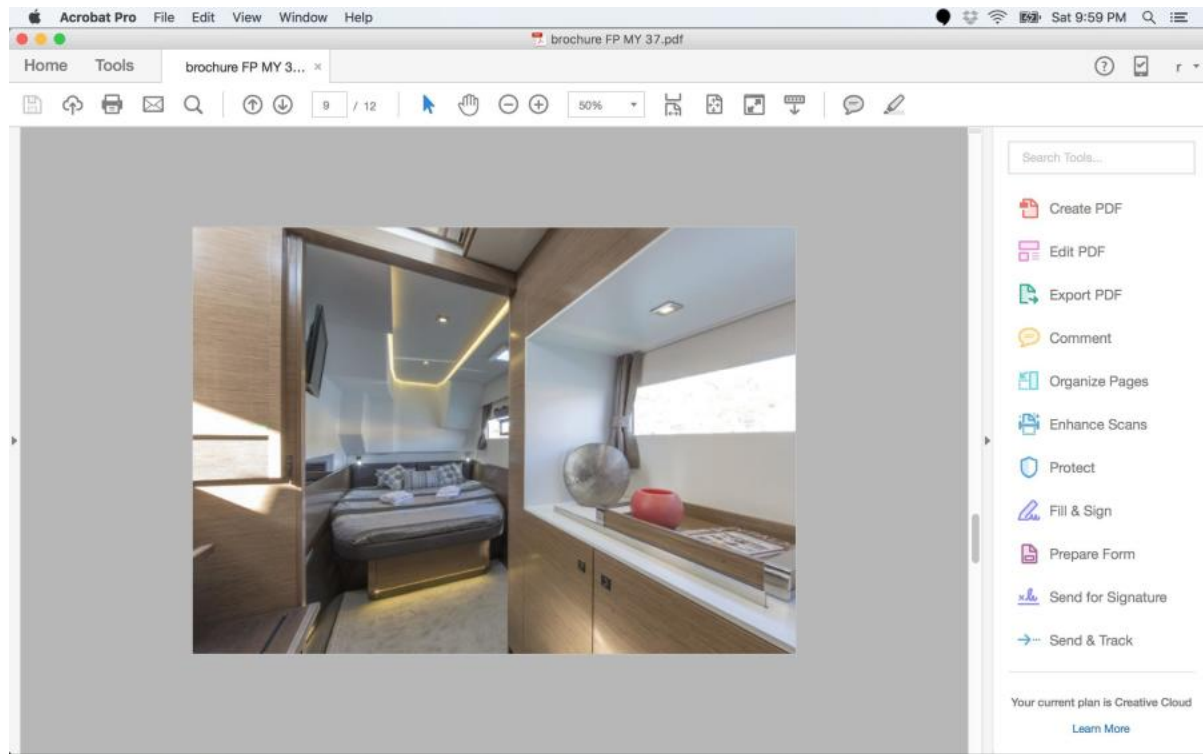 Acrobat Pro File Edit View Window Help
Sat 9:59 PM
brochure FP MY 37.pdf
Home Tools brochure FP MY 3... ×
r
9 / 12
50%
Search Tools...
Create PDF
Edit PDF
Export PDF
Comment
Organize Pages
Enhance Scans
Protect
Fill & Sign
Prepare Form
Send for Signature
Send & Track
Your current plan is Creative Cloud
Learn More